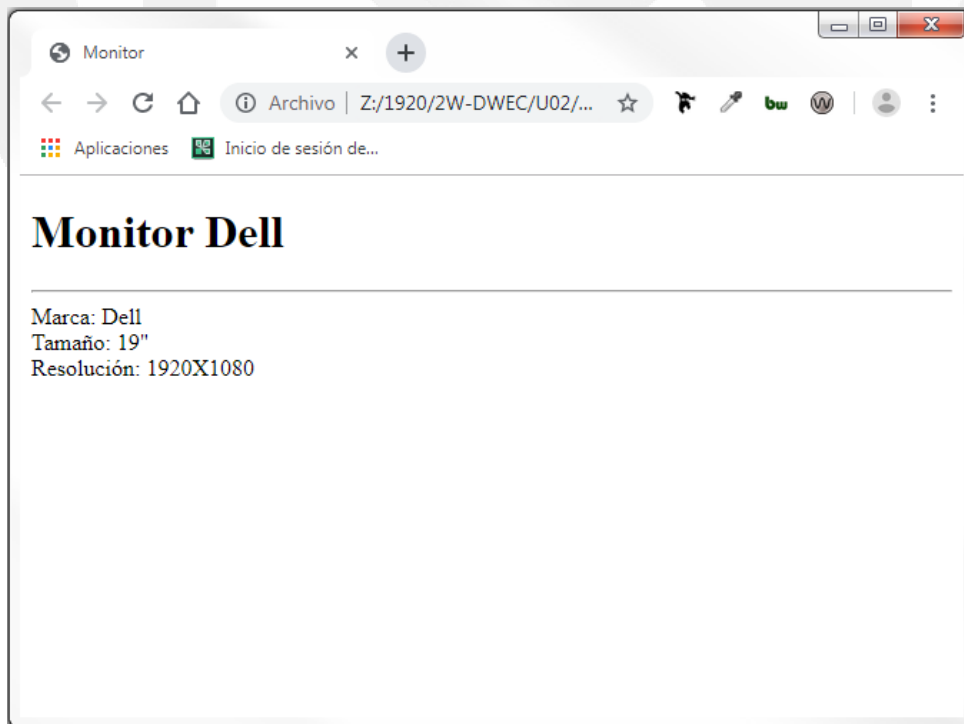 Monitor
Archivo Z:/1920/2W-DWEC/U02/...
bw W
Aplicaciones Inicio de sesión de...
Monitor Dell
Marca: Dell
Tamaño: 19"
Resolución: 1920X1080